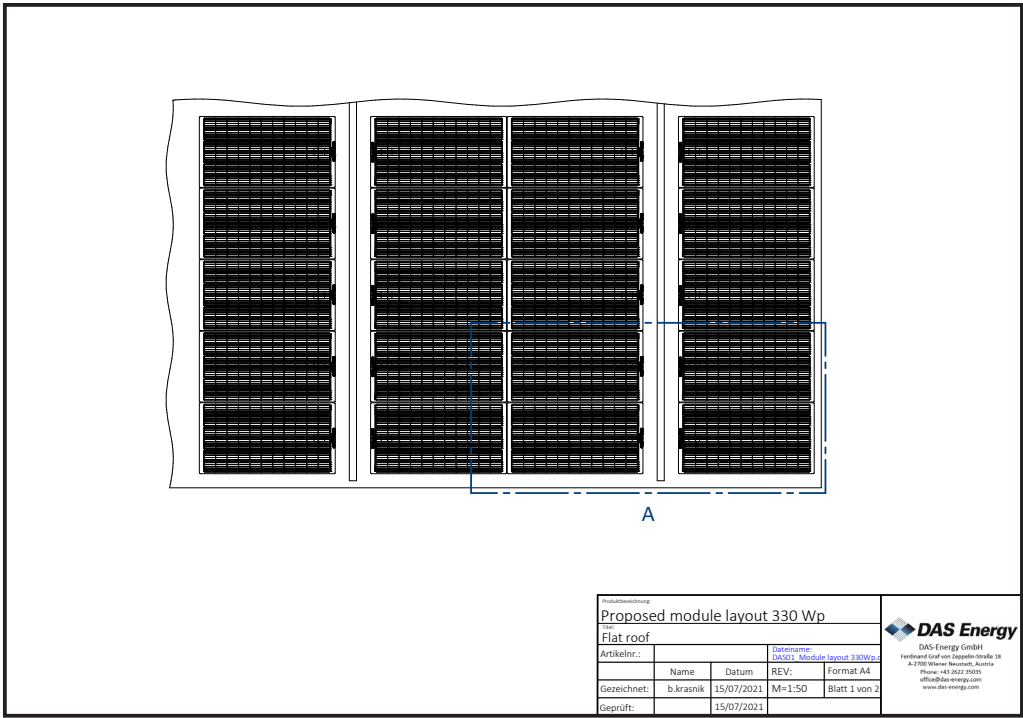 A
Produktbezeichnung:
Proposed module layout 330 Wp
Titel:
Flat roof
Artikelnr.:
Dateiname:
DAS01_Module layout 330Wp.d
Name Datum REV: Format A4
Gezeichnet: b.krasnik 15/07/2021 M=1:50 Blatt 1 von 2
Geprüft: 15/07/2021
DAS Energy
DAS-Energy GmbH
Ferdinand Graf von Zeppelin-Straße 18
A-2700 Wiener Neustadt, Austria
Phone: +43 2622 35035
office@das-energy.com
www.das-energy.com